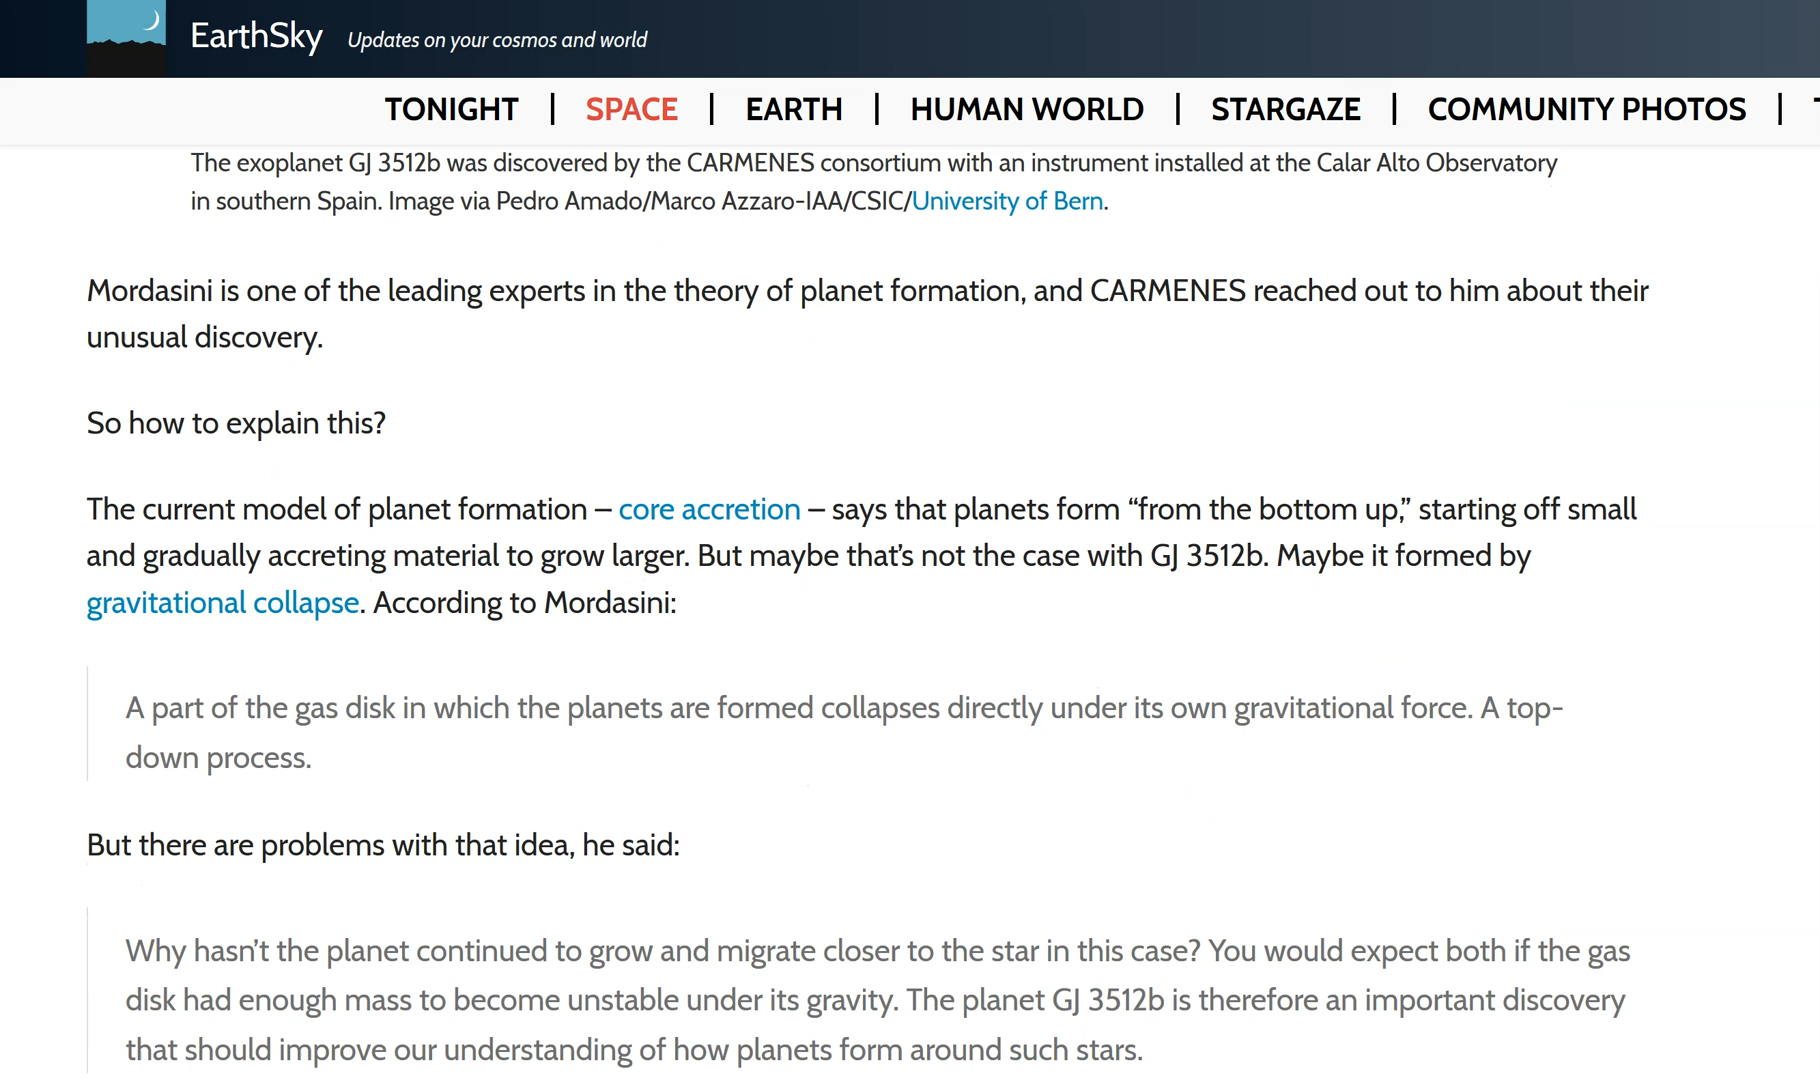 EarthSky Updates on your cosmos and world
TONIGHT | SPACE | EARTH | HUMAN WORLD | STARGAZE | COMMUNITY PHOTOS |
The exoplanet GJ 3512b was discovered by the CARMENES consortium with an instrument installed at the Calar Alto Observatory
in southern Spain. Image via Pedro Amado/Marco Azzaro-IAA/CSIC/University of Bern.
Mordasini is one of the leading experts in the theory of planet formation, and CARMENES reached out to him about their
unusual discovery.
So how to explain this?
The current model of planet formation – core accretion – says that planets form “from the bottom up,” starting off small
and gradually accreting material to grow larger. But maybe that’s not the case with GJ 3512b. Maybe it formed by
gravitational collapse. According to Mordasini:
A part of the gas disk in which the planets are formed collapses directly under its own gravitational force. A top-
down process.
But there are problems with that idea, he said:
Why hasn’t the planet continued to grow and migrate closer to the star in this case? You would expect both if the gas
disk had enough mass to become unstable under its gravity. The planet GJ 3512b is therefore an important discovery
that should improve our understanding of how planets form around such stars.